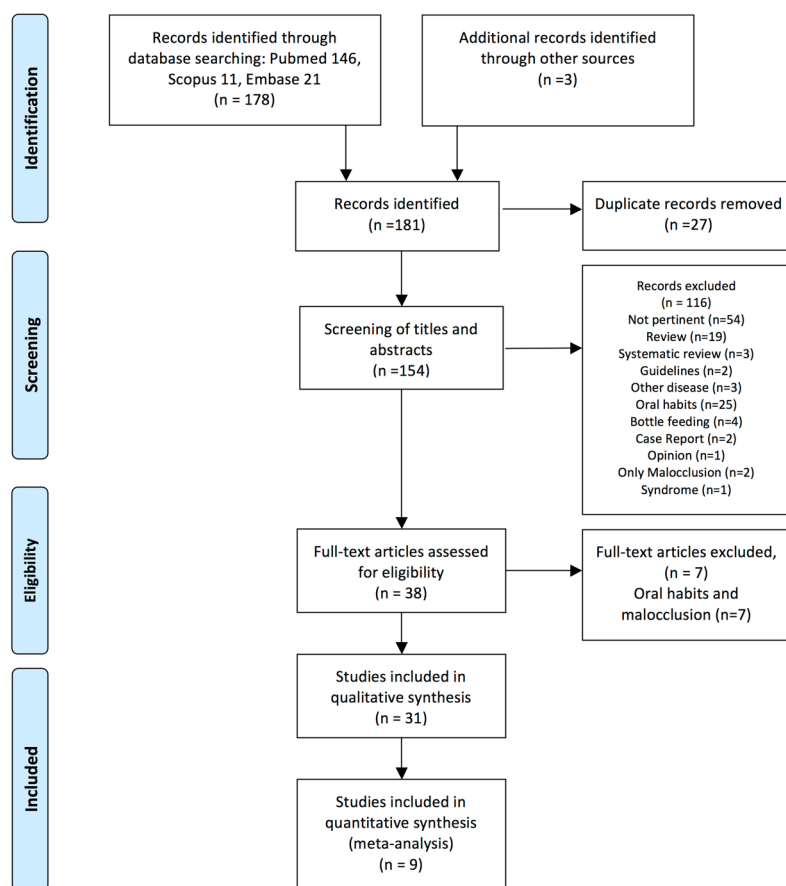 Identification
Records identified through
database searching: Pubmed 146,
Scopus 11, Embase 21
(n = 178)
Additional records identified
through other sources
(n =3)
Records identified
(n =181)
Duplicate records removed
(n =27)
Screening
Screening of titles and
abstracts
(n =154)
Records excluded
(n = 116)
Not pertinent (n=54)
Review (n=19)
Systematic review (n=3)
Guidelines (n=2)
Other disease (n=3)
Oral habits (n=25)
Bottle feeding (n=4)
Case Report (n=2)
Opinion (n=1)
Only Malocclusion (n=2)
Syndrome (n=1)
Eligibility
Full-text articles assessed
for eligibility
(n = 38)
Full-text articles excluded,
(n = 7)
Oral habits and
malocclusion (n=7)
Included
Studies included in
qualitative synthesis
(n = 31)
Studies included in
quantitative synthesis
(meta-analysis)
(n = 9)